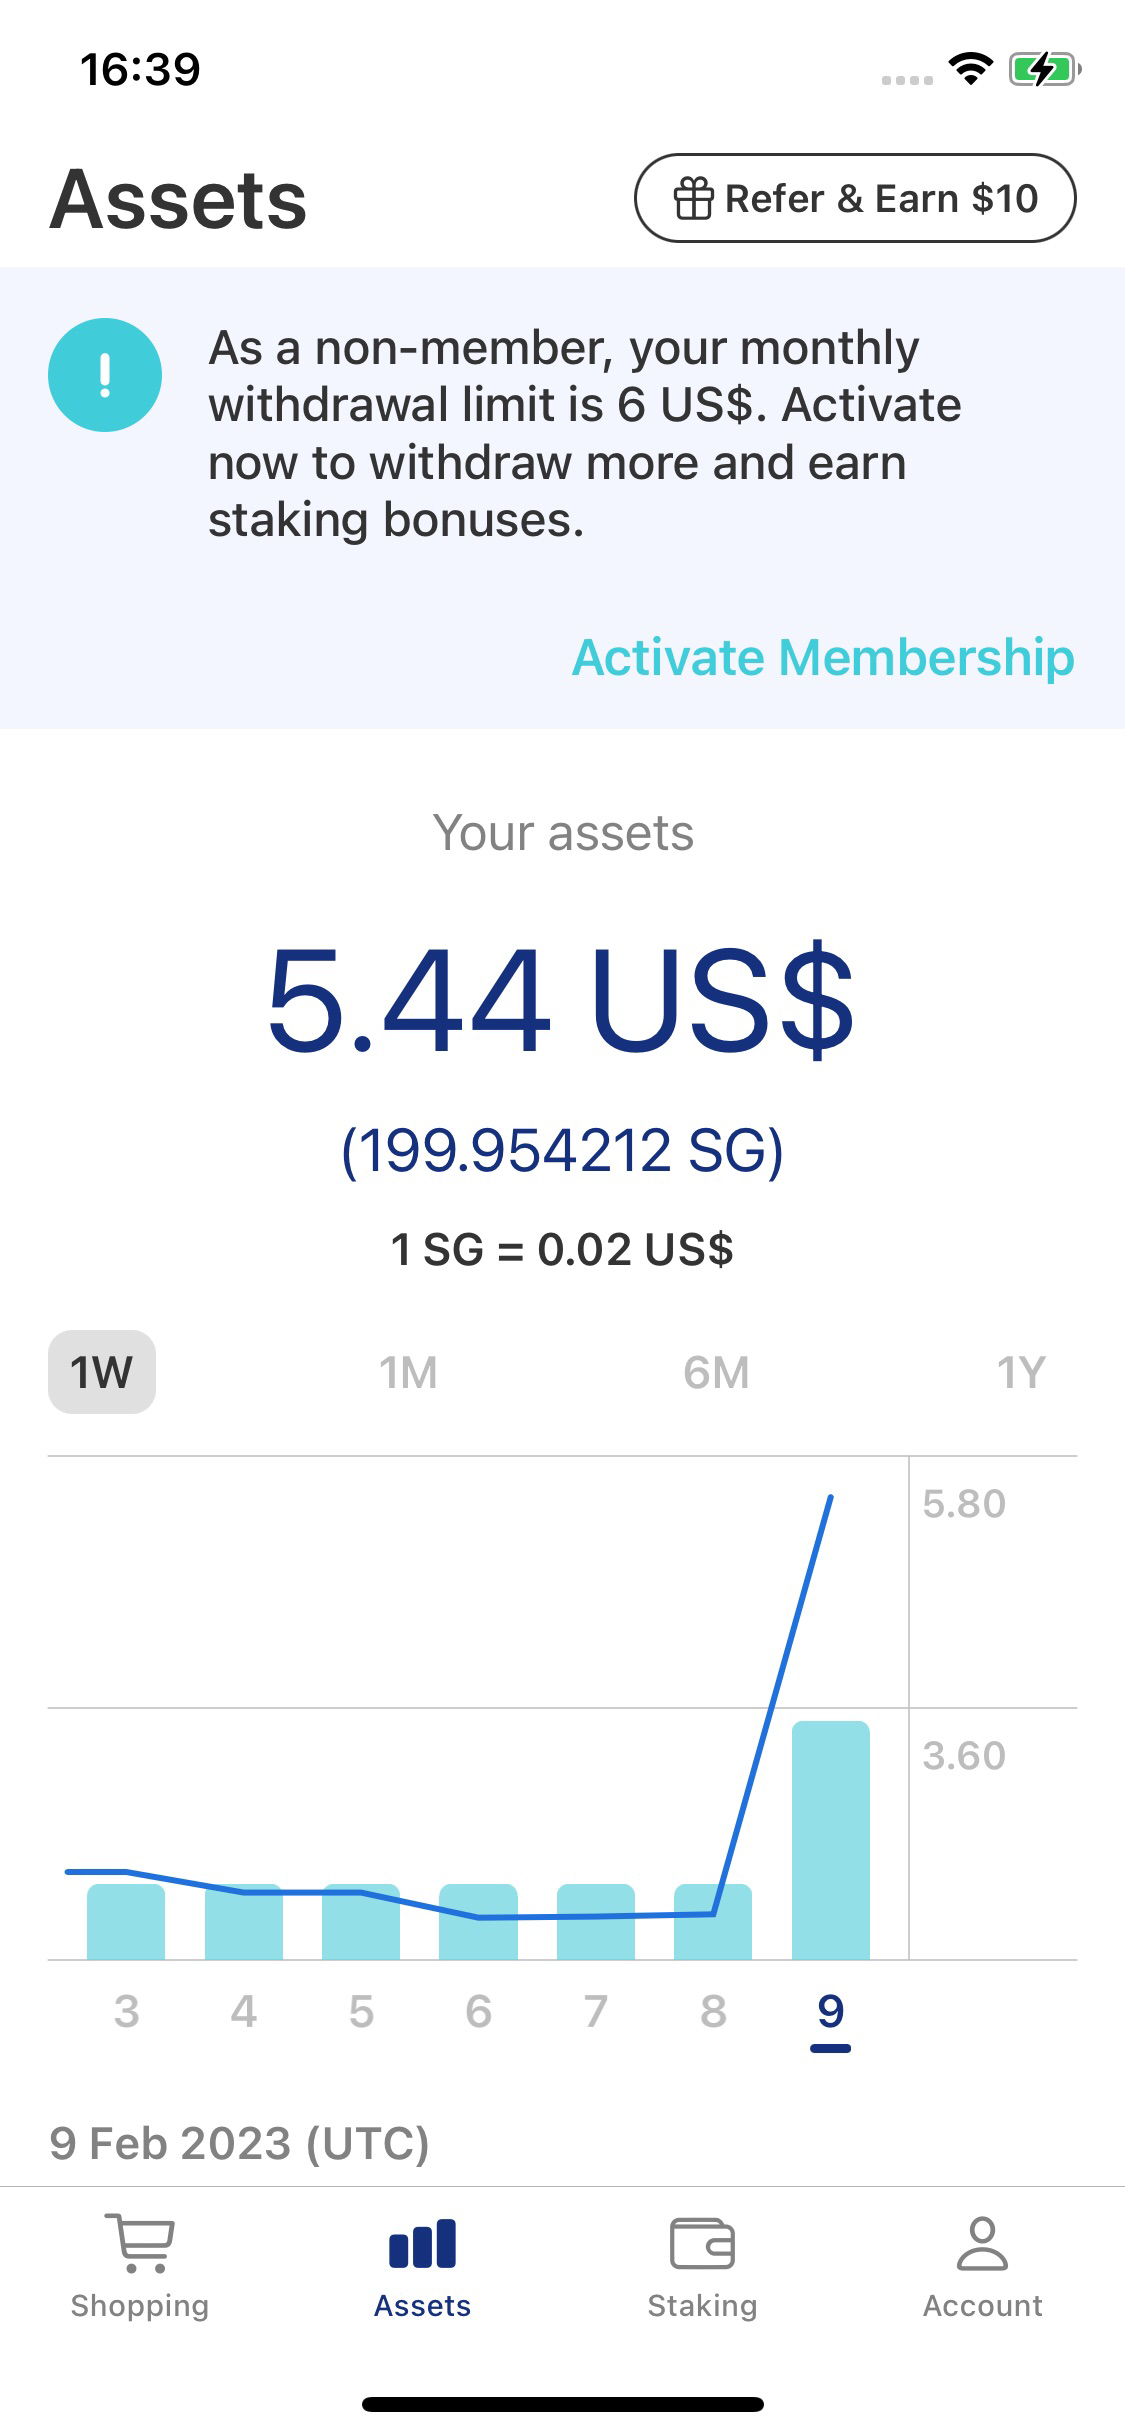 16:39
Assets
Refer & Earn $10
As a non-member, your monthly
withdrawal limit is 6 US$. Activate
now to withdraw more and earn
staking bonuses.
Activate Membership
Your assets
5.44 US$
(199.954212 SG)
1 SG = 0.02 US$
1W 1M 6M 1Y
5.80
3.60
3 4 5 6 7 8 9
9 Feb 2023 (UTC)
Shopping Assets Staking Account